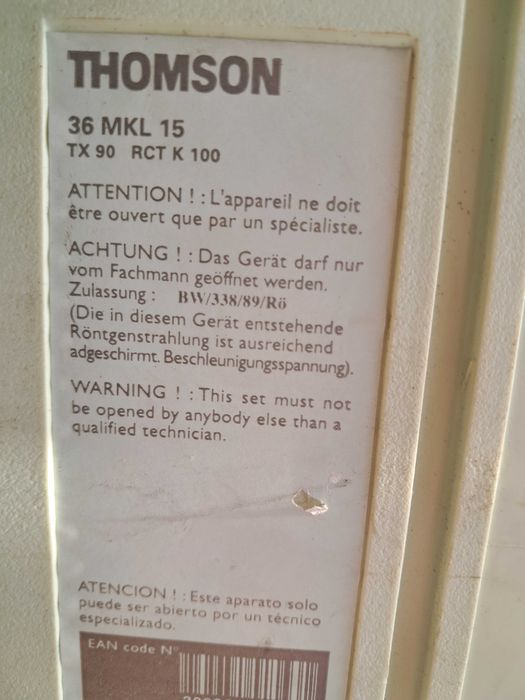 THOMSON
36 MKL 15
TX 90 RCT K 100
ATTENTION ! : L'appareil ne doit
être ouvert que par un spécialiste.
ACHTUNG ! : Das Gerät darf nur
vom Fachmann geöffnet werden.
Zulassung : BW/338/89/Rö
(Die in diesem Gerät entstehende
Röntgenstrahlung ist ausreichend
adgeschirmt. Beschleunigungsspannung).
WARNING ! : This set must not
be opened by anybody else than a
qualified technician.
ATENCION ! : Este aparato solo
puede ser abierto por un técnico
especializado.
EAN code N°